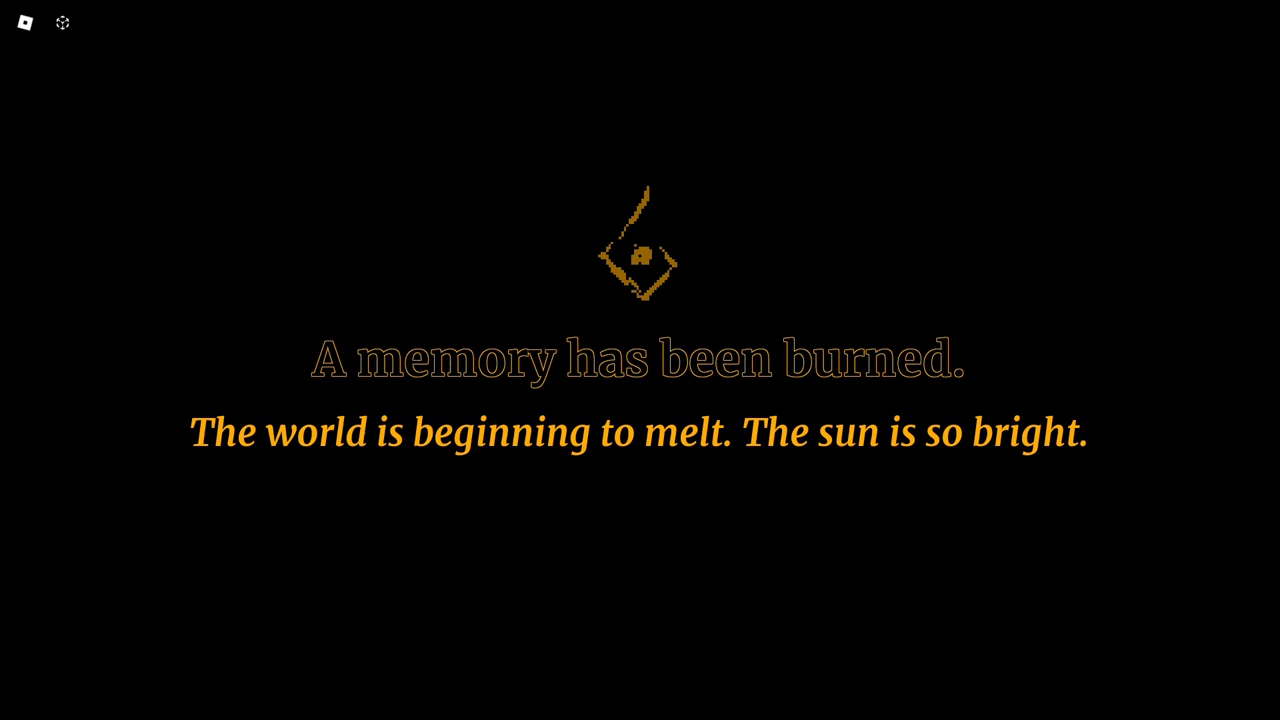 A memory has been burned.
The world is beginning to melt. The sun is so bright.